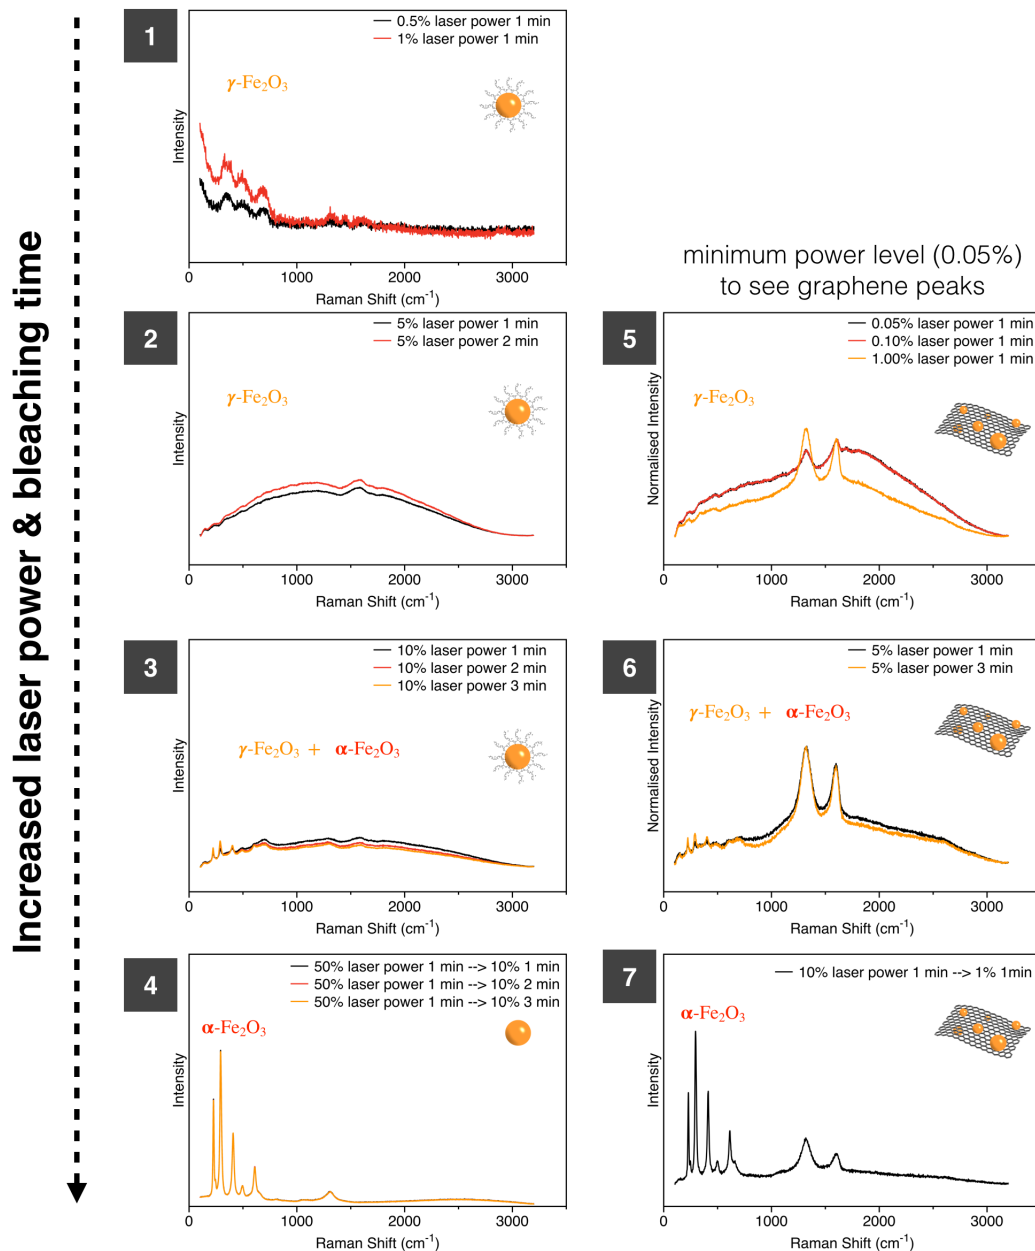 Increased laser power & bleaching time
1
0.5% laser power 1 min
1% laser power 1 min
γ-Fe₂O₃
Intensity
0 1000 2000 3000
Raman Shift (cm⁻¹)
2
5% laser power 1 min
5% laser power 2 min
γ-Fe₂O₃
Intensity
0 1000 2000 3000
Raman Shift (cm⁻¹)
3
10% laser power 1 min
10% laser power 2 min
10% laser power 3 min
γ-Fe₂O₃ + α-Fe₂O₃
Intensity
0 1000 2000 3000
Raman Shift (cm⁻¹)
4
50% laser power 1 min --> 10% 1 min
50% laser power 1 min --> 10% 2 min
50% laser power 1 min --> 10% 3 min
α-Fe₂O₃
Intensity
0 1000 2000 3000
Raman Shift (cm⁻¹)
minimum power level (0.05%)
to see graphene peaks
5
0.05% laser power 1 min
0.10% laser power 1 min
1.00% laser power 1 min
γ-Fe₂O₃
Normalised Intensity
0 1000 2000 3000
Raman Shift (cm⁻¹)
6
5% laser power 1 min
5% laser power 3 min
γ-Fe₂O₃ + α-Fe₂O₃
Normalised Intensity
0 1000 2000 3000
Raman Shift (cm⁻¹)
7
10% laser power 1 min --> 1% 1min
α-Fe₂O₃
Intensity
0 1000 2000 3000
Raman Shift (cm⁻¹)